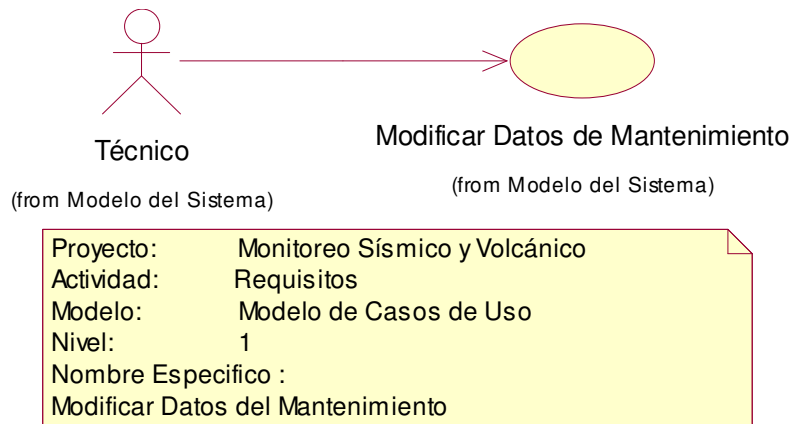 Técnico
Modificar Datos de Mantenimiento
(from Modelo del Sistema)
(from Modelo del Sistema)
Proyecto: Monitoreo Sísmico y Volcánico
Actividad: Requisitos
Modelo: Modelo de Casos de Uso
Nivel: 1
Nombre Especifico :
Modificar Datos del Mantenimiento